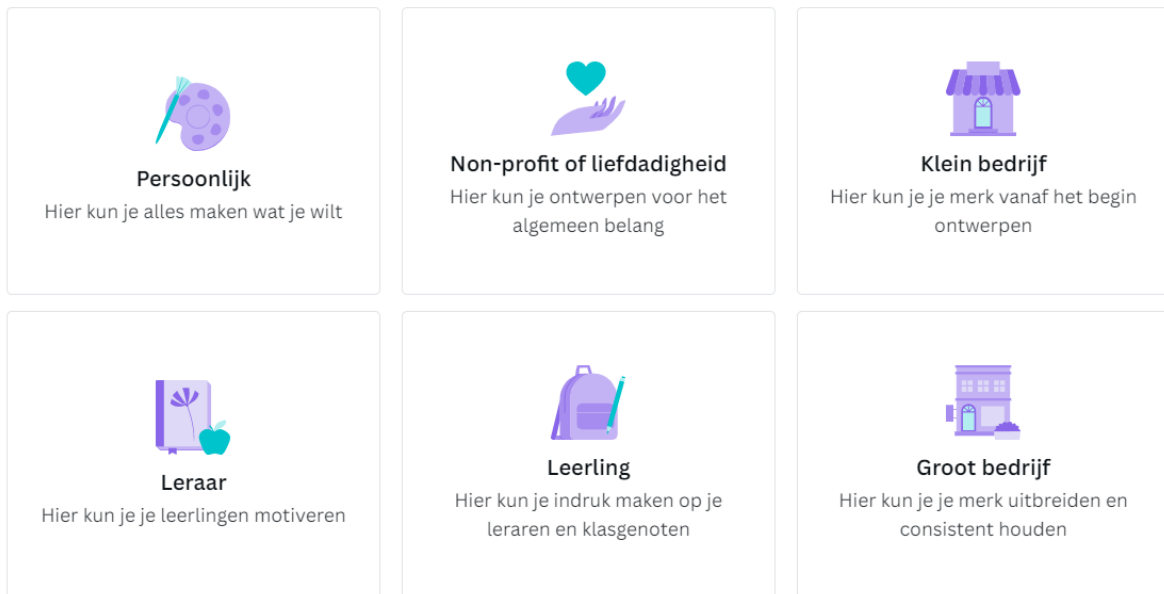 Persoonlijk
Hier kun je alles maken wat je wilt
Non-profit of liefdadigheid
Hier kun je ontwerpen voor het
algemeen belang
Klein bedrijf
Hier kun je je merk vanaf het begin
ontwerpen
Leraar
Hier kun je je leerlingen motiveren
Leerling
Hier kun je indruk maken op je
leraren en klasgenoten
Groot bedrijf
Hier kun je je merk uitbreiden en
consistent houden